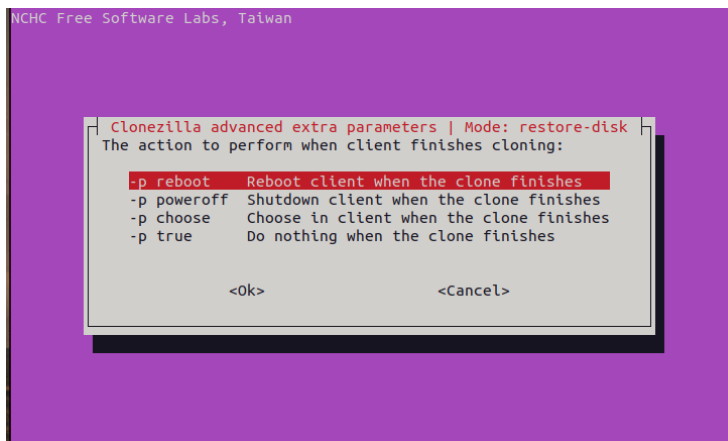 NCHC Free Software Labs, Taiwan
Clonezilla advanced extra parameters | Mode: restore-disk
The action to perform when client finishes cloning:
-p reboot Reboot client when the clone finishes
-p poweroff Shutdown client when the clone finishes
-p choose Choose in client when the clone finishes
-p true Do nothing when the clone finishes
<Ok> <Cancel>